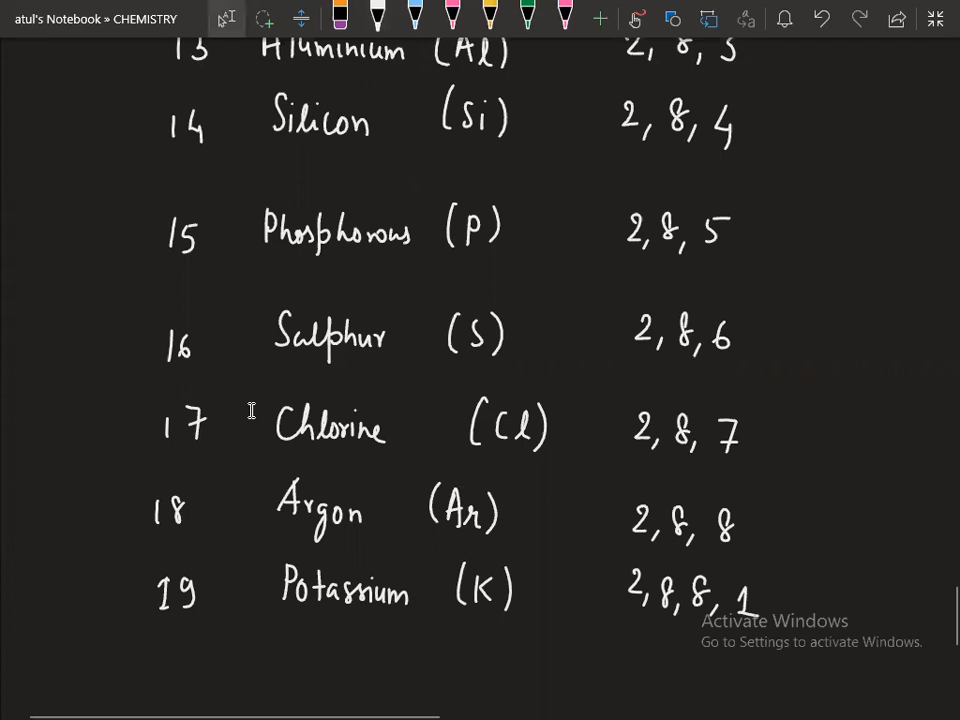 atul's Notebook » CHEMISTRY
13 Aluminium (Al) 2, 8, 3
14 Silicon (Si) 2, 8, 4
15 Phosphorous (P) 2, 8, 5
16 Salphur (S) 2, 8, 6
17 Chlorine (Cl) 2, 8, 7
18 Argon (Ar) 2, 8, 8
19 Potassium (K) 2, 8, 8, 1
Activate Windows
Go to Settings to activate Windows.